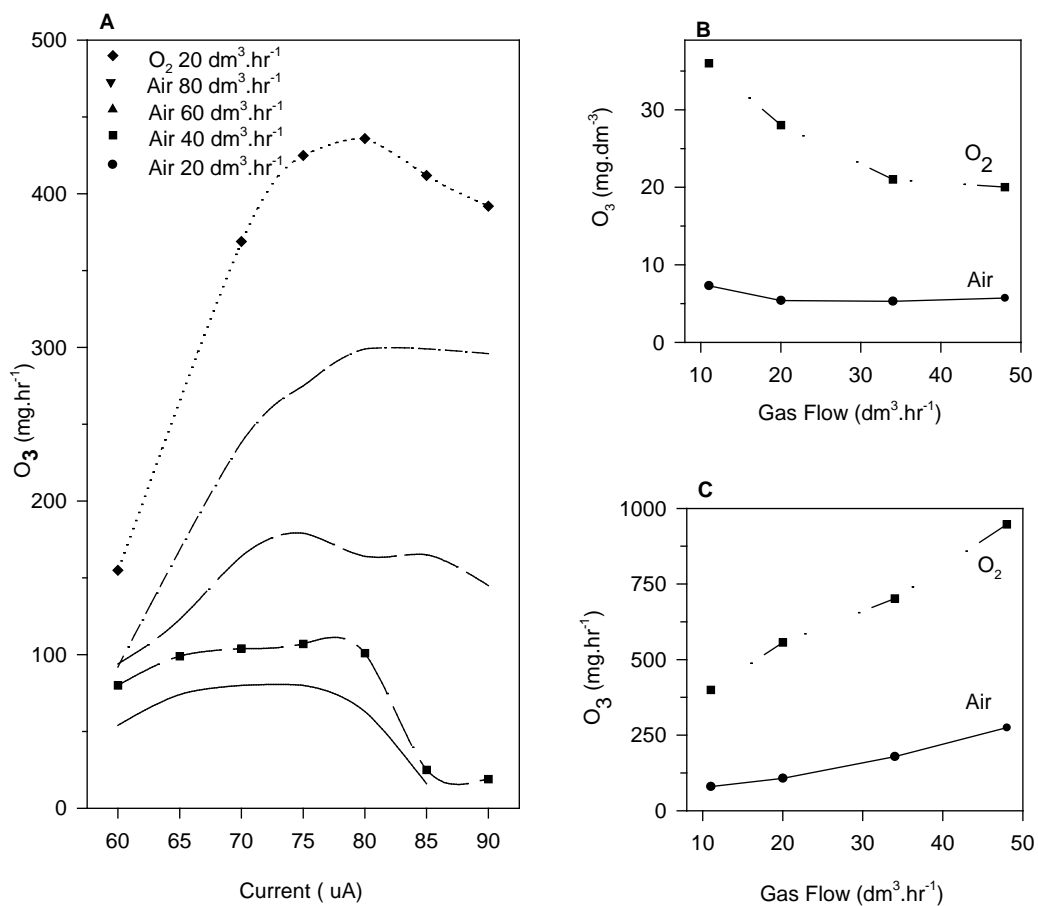 A
500
400
300
200
100
0
O₃ (mg.hr⁻¹)
O₂ 20 dm³.hr⁻¹
Air 80 dm³.hr⁻¹
Air 60 dm³.hr⁻¹
Air 40 dm³.hr⁻¹
Air 20 dm³.hr⁻¹
60 65 70 75 80 85 90
Current ( uA)
B
30
20
10
0
O₃ (mg.dm⁻³)
O₂
Air
10 20 30 40 50
Gas Flow (dm³.hr⁻¹)
C
1000
750
500
250
0
O₃ (mg.hr⁻¹)
O₂
Air
10 20 30 40 50
Gas Flow (dm³.hr⁻¹)